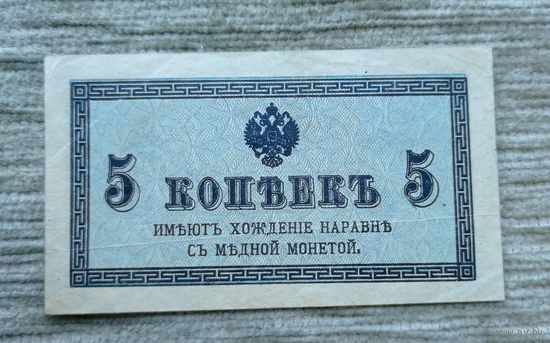 5 КОПѢЕКЪ 5
ИМѢЮТЪ ХОЖДЕНІЕ НАРАВНѢ
СЪ МѢДНОЙ МОНЕТОЙ.